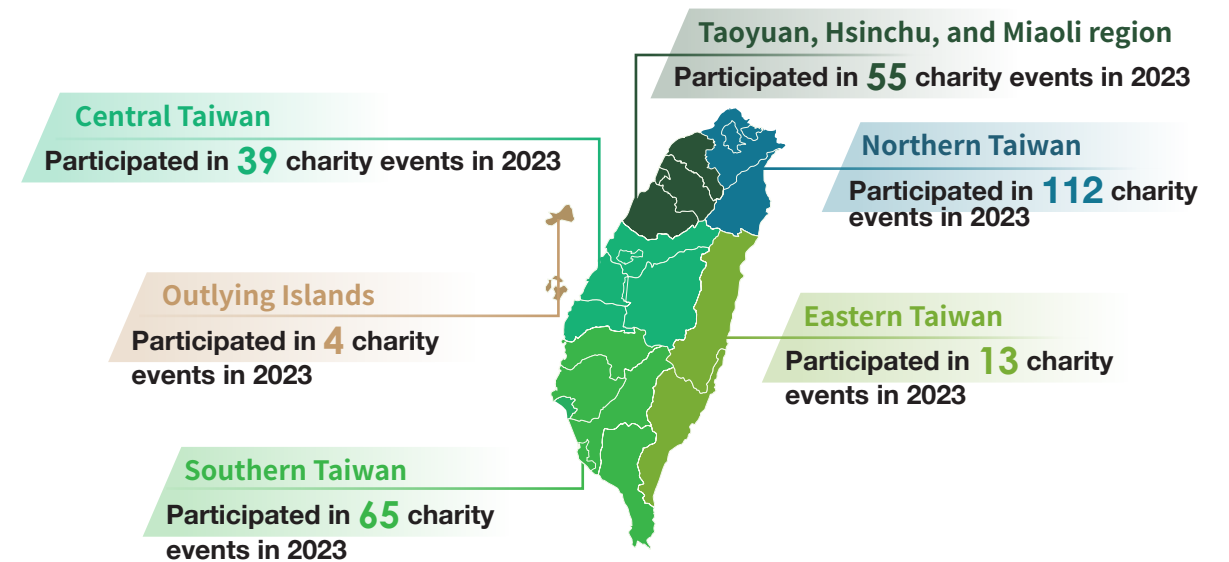 Taoyuan, Hsinchu, and Miaoli region
Participated in 55 charity events in 2023
Central Taiwan
Participated in 39 charity events in 2023
Northern Taiwan
Participated in 112 charity
events in 2023
Outlying Islands
Participated in 4 charity
events in 2023
Eastern Taiwan
Participated in 13 charity
events in 2023
Southern Taiwan
Participated in 65 charity
events in 2023